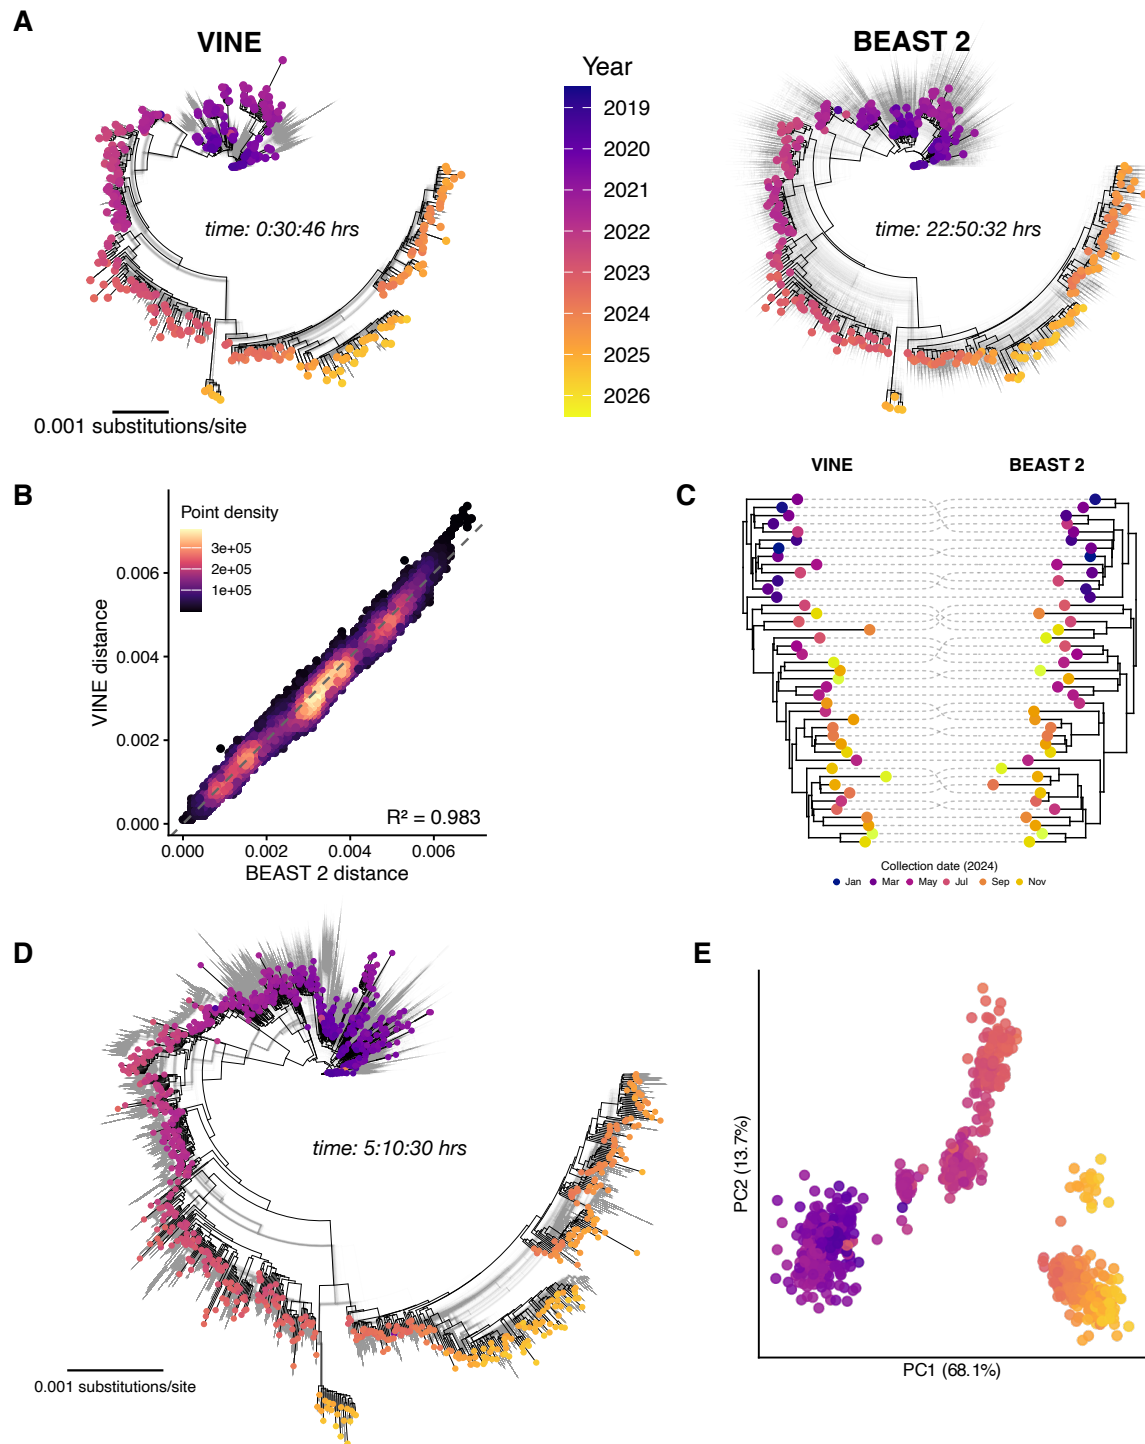 A
VINE
BEAST 2
Year
2019
2020
2021
2022
2023
2024
2025
2026
time: 0:30:46 hrs
time: 22:50:32 hrs
0.001 substitutions/site
B
Point density
3e+05
2e+05
1e+05
VINE distance
0.006
0.004
0.002
0.000
R² = 0.983
0.000
0.002
0.004
0.006
BEAST 2 distance
C
VINE
BEAST 2
Collection date (2024)
Jan Mar May Jul Sep Nov
D
time: 5:10:30 hrs
0.001 substitutions/site
E
PC2 (13.7%)
PC1 (68.1%)